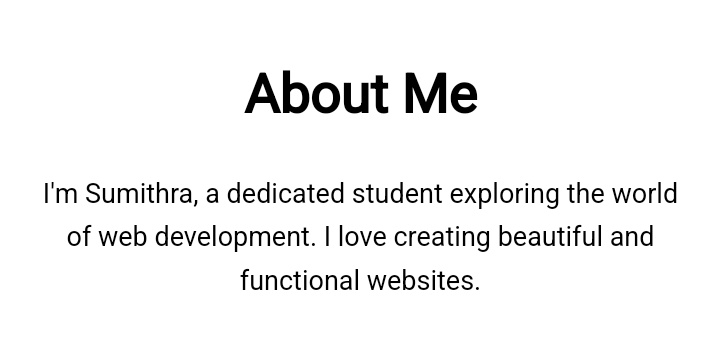 About Me
I'm Sumithra, a dedicated student exploring the world
of web development. I love creating beautiful and
functional websites.